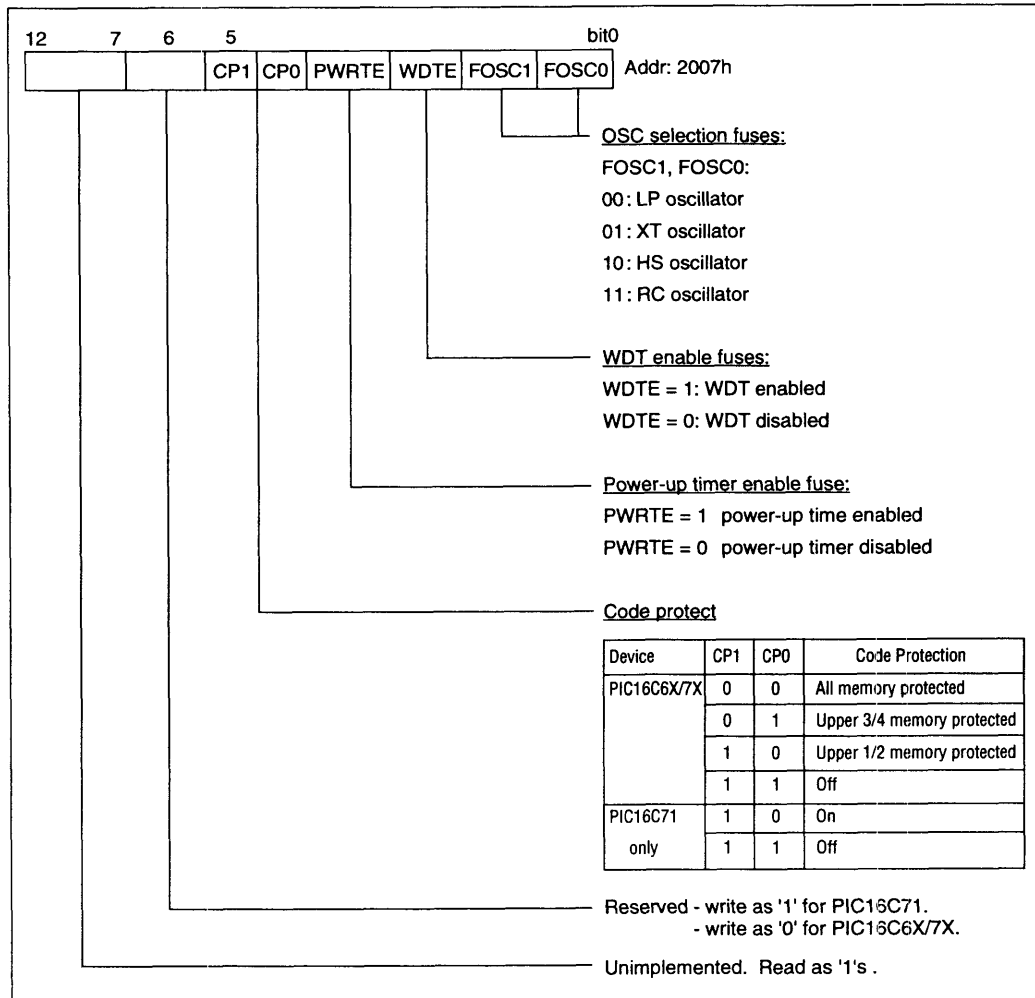 12 7 6 5 bit0
CP1 CP0 PWRTE WDTE FOSC1 FOSC0 Addr: 2007h
OSC selection fuses:
FOSC1, FOSC0:
00: LP oscillator
01: XT oscillator
10: HS oscillator
11: RC oscillator
WDT enable fuses:
WDTE = 1: WDT enabled
WDTE = 0: WDT disabled
Power-up timer enable fuse:
PWRTE = 1 power-up time enabled
PWRTE = 0 power-up timer disabled
Code protect
Device CP1 CP0 Code Protection
PIC16C6X/7X 0 0 All memory protected
0 1 Upper 3/4 memory protected
1 0 Upper 1/2 memory protected
1 1 Off
PIC16C71 1 0 On
only 1 1 Off
Reserved - write as '1' for PIC16C71.
- write as '0' for PIC16C6X/7X.
Unimplemented. Read as '1's .